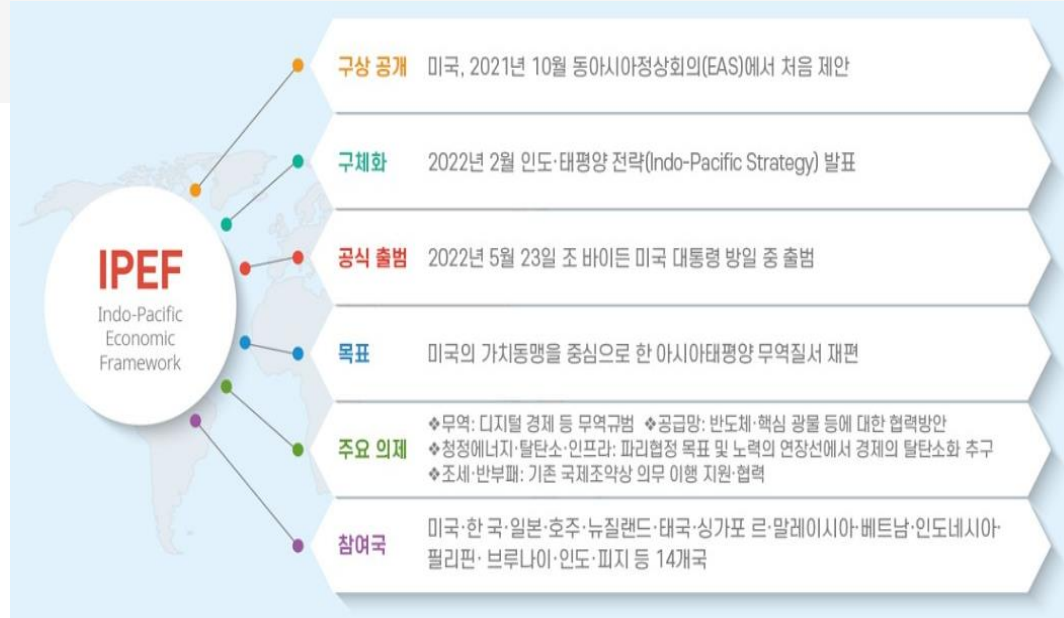 IPEF
Indo-Pacific
Economic
Framework
구상 공개 미국, 2021년 10월 동아시아정상회의(EAS)에서 처음 제안
구체화 2022년 2월 인도·태평양 전략(Indo-Pacific Strategy) 발표
공식 출범 2022년 5월 23일 조 바이든 미국 대통령 방일 중 출범
목표 미국의 가치동맹을 중심으로 한 아시아태평양 무역질서 재편
주요 의제
❖무역: 디지털 경제 등 무역규범 ❖공급망: 반도체·핵심 광물 등에 대한 협력방안
❖청정에너지·탈탄소·인프라: 파리협정 목표 및 노력의 연장선에서 경제의 탈탄소화 추구
❖조세·반부패: 기존 국제조약상 의무 이행 지원·협력
참여국
미국·한 국·일본·호주·뉴질랜드·태국·싱가포 르·말레이시아·베트남·인도네시아·
필리핀· 브루나이·인도·피지 등 14개국